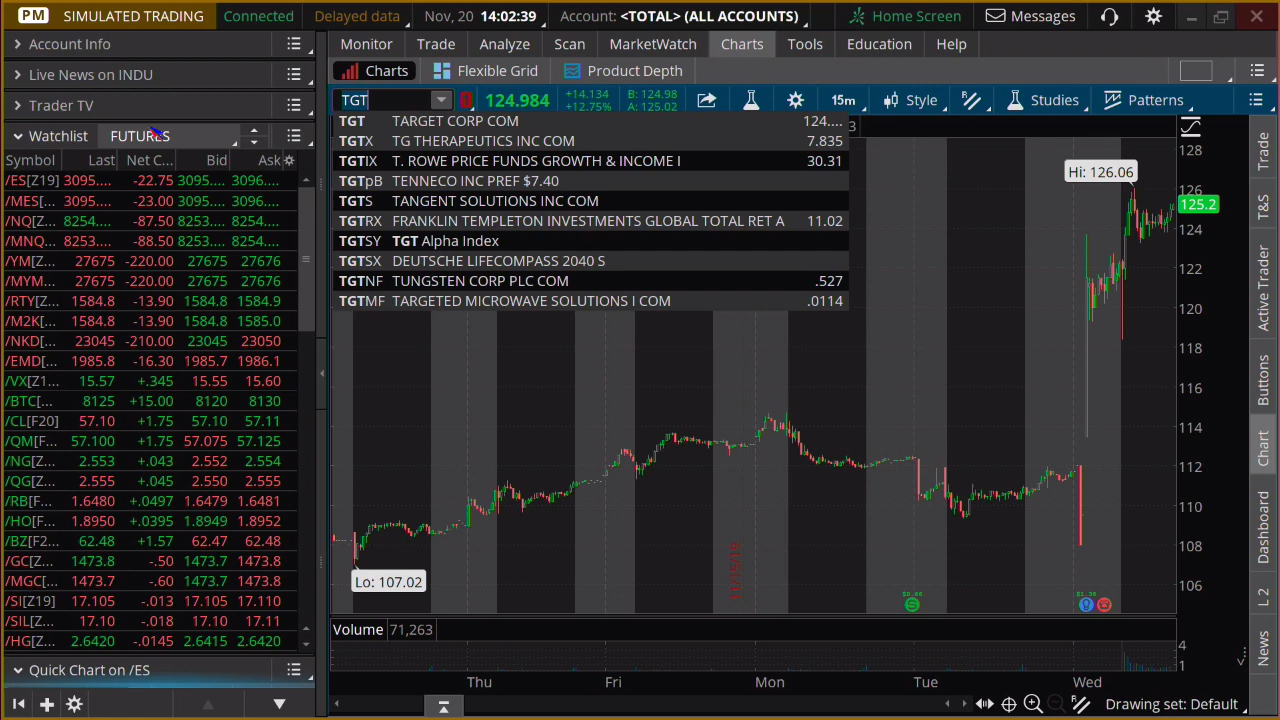 PM SIMULATED TRADING Connected Delayed data Nov, 20 14:02:39 Account: <TOTAL> (ALL ACCOUNTS) Home Screen Messages
Account Info
Live News on INDU
Trader TV
Watchlist FUTURES
Symbol Last Net C... Bid Ask
/ES[Z19] 3095.... -22.75 3095.... 3096....
/MES[... 3095.... -23.00 3095.... 3096....
/NQ[Z... 8254.... -87.50 8253.... 8254....
/MNQ... 8253.... -88.50 8253.... 8254....
/YM[Z... 27675 -220.00 27675 27676
/MYM... 27675 -220.00 27675 27676
/RTY[Z... 1584.8 -13.90 1584.8 1584.9
/M2K[... 1584.8 -13.90 1584.8 1585.0
/NKD[... 23045 -210.00 23045 23050
/EMD[... 1985.8 -16.30 1985.7 1986.1
/VX[Z1... 15.57 +.345 15.55 15.60
/BTC[... 8125 +15.00 8120 8130
/CL[F20] 57.10 +1.75 57.10 57.11
/QM[F... 57.100 +1.75 57.075 57.125
/NG[Z... 2.553 +.043 2.552 2.554
/QG[Z... 2.555 +.045 2.550 2.555
/RB[F... 1.6480 +.0497 1.6479 1.6481
/HO[F... 1.8950 +.0395 1.8949 1.8952
/BZ[F2... 62.48 +1.57 62.47 62.48
/GC[Z... 1473.8 -.50 1473.7 1473.8
/MGC[... 1473.7 -.60 1473.7 1473.8
/SI[Z19] 17.105 -.013 17.105 17.110
/SIL[Z... 17.10 -.018 17.10 17.11
/HG[Z... 2.6420 -.0145 2.6415 2.6420
Quick Chart on /ES
Monitor Trade Analyze Scan MarketWatch Charts Tools Education Help
Charts Flexible Grid Product Depth
TGT 124.984 +14.134 +12.75% B: 124.98 A: 125.02 15m Style Studies Patterns
TGT TARGET CORP COM 124....
TGTX TG THERAPEUTICS INC COM 7.835
TGTIX T. ROWE PRICE FUNDS GROWTH & INCOME I 30.31
TGTpB TENNECO INC PREF $7.40
TGTS TANGENT SOLUTIONS INC COM
TGTRX FRANKLIN TEMPLETON INVESTMENTS GLOBAL TOTAL RET A 11.02
TGTSY TGT Alpha Index
TGTSX DEUTSCHE LIFECOMPASS 2040 S
TGTNF TUNGSTEN CORP PLC COM .527
TGTMF TARGETED MICROWAVE SOLUTIONS I COM .0114
3
Hi: 126.06
Lo: 107.02
128
126
125.2
124
122
120
118
116
114
112
110
108
106
Volume 71,263
4
1
Thu Fri Mon Tue Wed
Drawing set: Default
Trade
T&S
Active Trader
Buttons
Chart
Dashboard
L 2
News